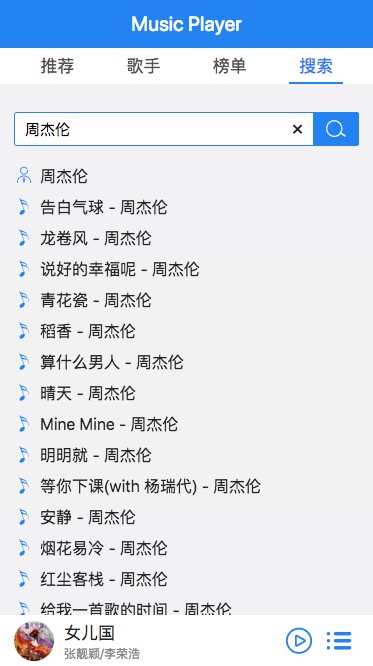 Music Player
推荐 歌手 榜单 搜索
周杰伦 ×
周杰伦
告白气球 - 周杰伦
龙卷风 - 周杰伦
说好的幸福呢 - 周杰伦
青花瓷 - 周杰伦
稻香 - 周杰伦
算什么男人 - 周杰伦
晴天 - 周杰伦
Mine Mine - 周杰伦
明明就 - 周杰伦
等你下课(with 杨瑞代) - 周杰伦
安静 - 周杰伦
烟花易冷 - 周杰伦
红尘客栈 - 周杰伦
给我一首歌的时间 - 周杰伦
女儿国
张靓颖/李荣浩